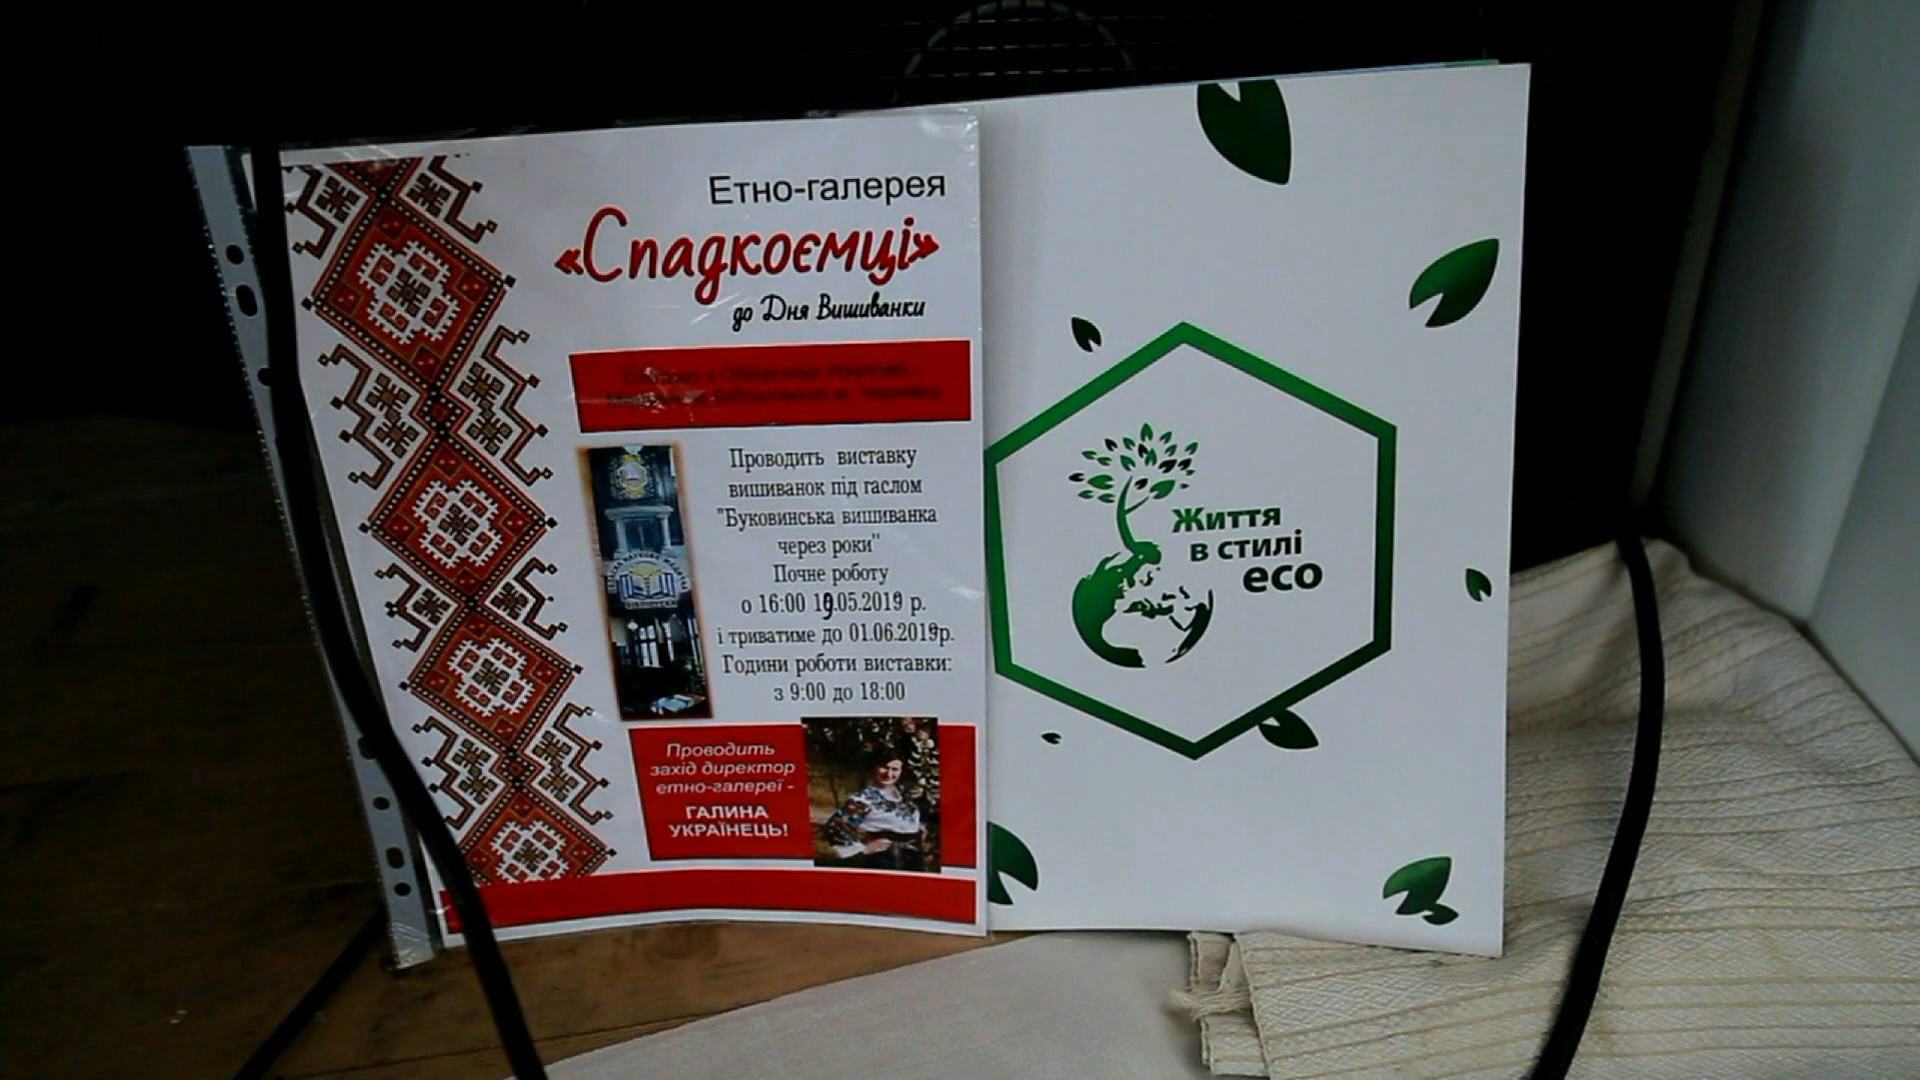 Етно-галерея
«Спадкоємці»
до Дня Вишиванки
Проводить виставку
вишиванок під гаслом
"Буковинська вишиванка
через роки"
Почне роботу
о 16:00 19.05.2019 р.
і триватиме до 01.06.2019р.
Години роботи виставки:
з 9:00 до 18:00
Проводить
захід директор
етно-галереї -
ГАЛИНА
УКРАЇНЕЦЬ!
Життя
в стилі
eco